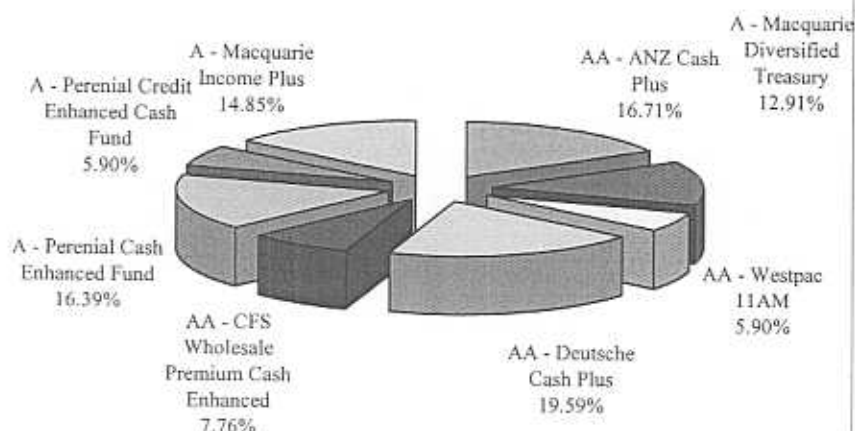 A - Macquarie
Income Plus
14.85%
AA - ANZ Cash
Plus
16.71%
A - Macquarie
Diversified
Treasury
12.91%
A - Perenial Credit
Enhanced Cash
Fund
5.90%
A - Perenial Cash
Enhanced Fund
16.39%
AA - CFS
Wholesale
Premium Cash
Enhanced
7.76%
AA - Deutsche
Cash Plus
19.59%
AA - Westpac
11AM
5.90%